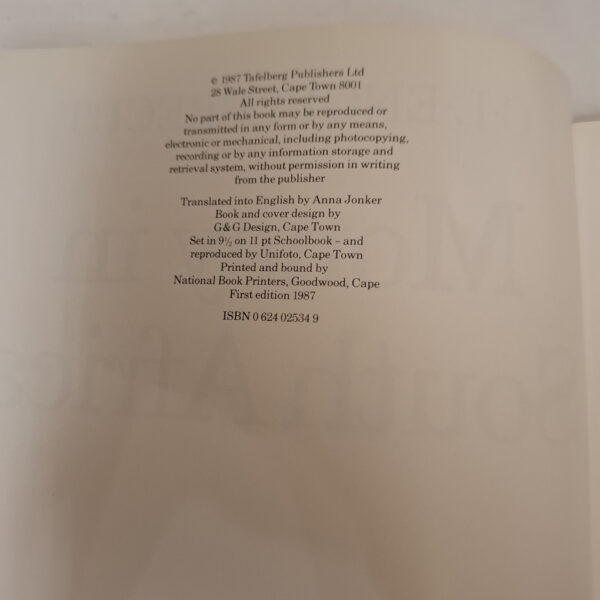 © 1987 Tafelberg Publishers Ltd
28 Wale Street, Cape Town 8001
All rights reserved
No part of this book may be reproduced or
transmitted in any form or by any means,
electronic or mechanical, including photocopying,
recording or by any information storage and
retrieval system, without permission in writing
from the publisher
Translated into English by Anna Jonker
Book and cover design by
G&G Design, Cape Town
Set in 9½ on 11 pt Schoolbook – and
reproduced by Unifoto, Cape Town
Printed and bound by
National Book Printers, Goodwood, Cape
First edition 1987
ISBN 0 624 02534 9